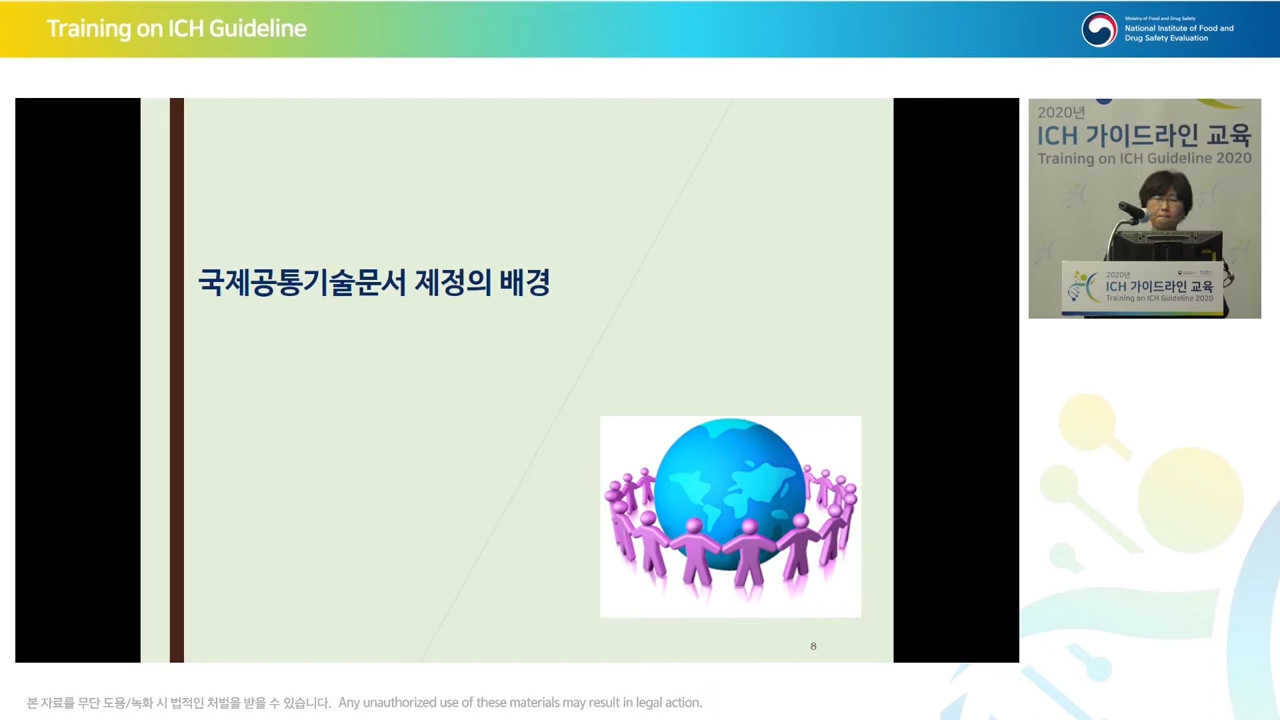 Training on ICH Guideline
Ministry of Food and Drug Safety
National Institute of Food and
Drug Safety Evaluation
국제공통기술문서 제정의 배경
8
2020년
ICH 가이드라인 교육
Training on ICH Guideline 2020
2020년
ICH 가이드라인 교육
Training on ICH Guideline 2020
본 자료를 무단 도용/녹화 시 법적인 처벌을 받을 수 있습니다. Any unauthorized use of these materials may result in legal action.